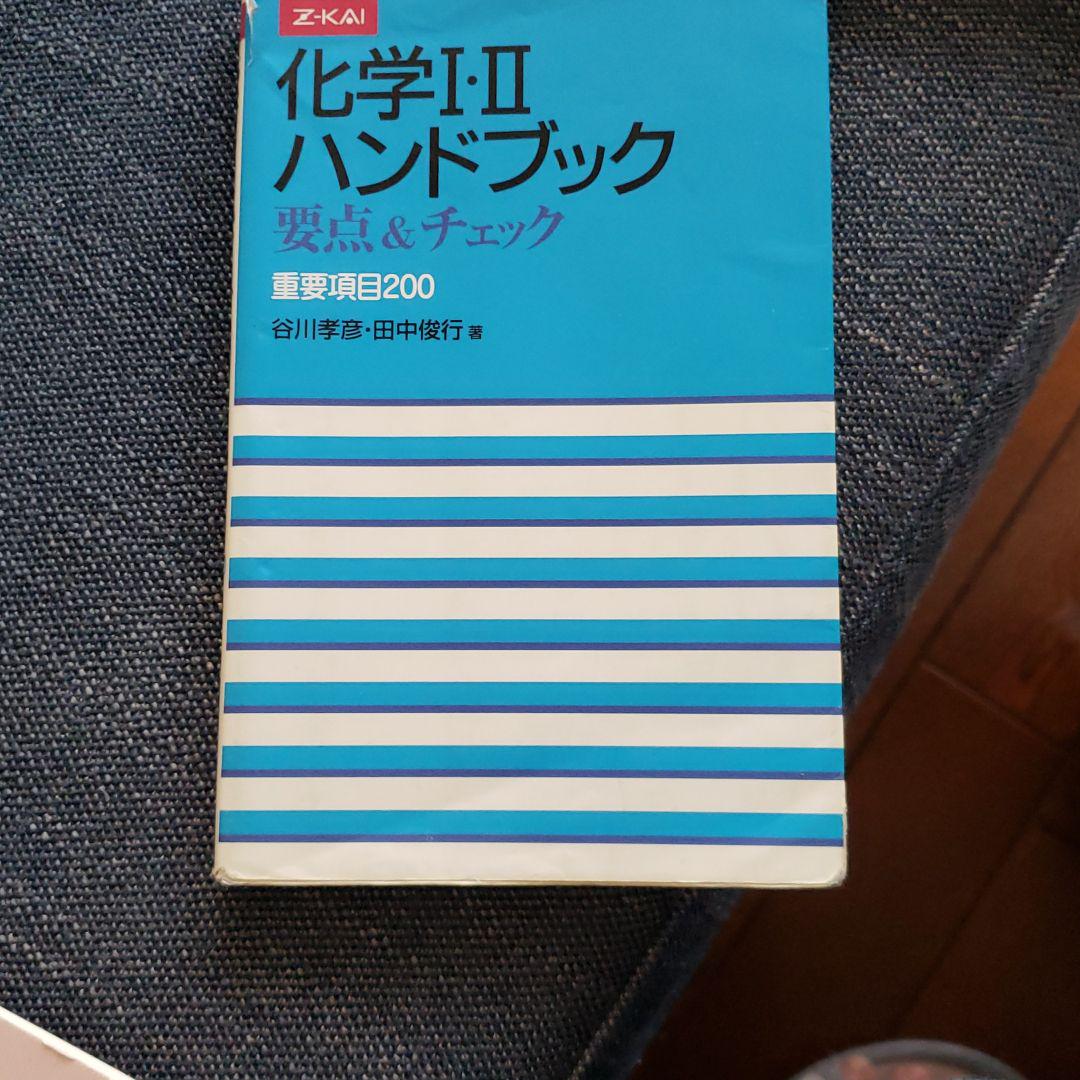 Z-KAI
化学I・II
ハンドブック
要点&チェック
重要項目200
谷川孝彦・田中俊行 著